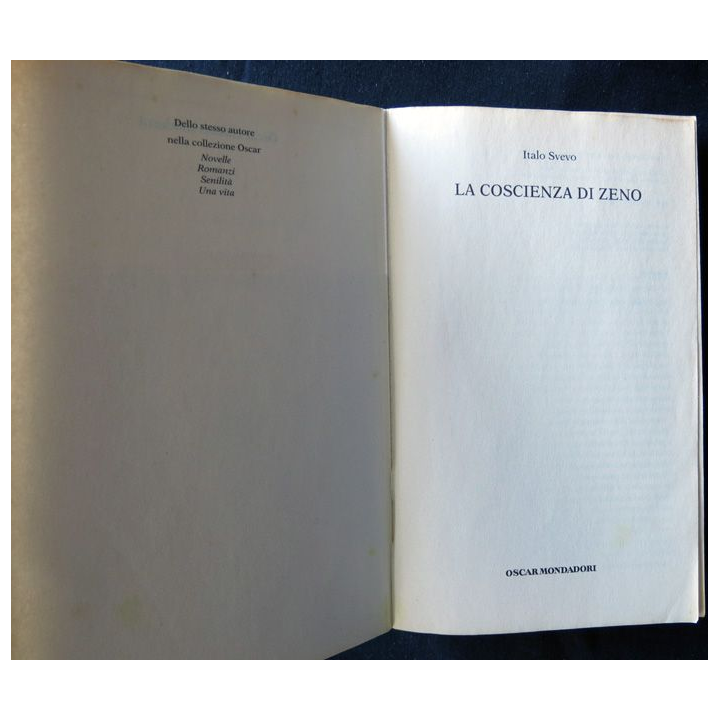 Dello stesso autore
nella collezione Oscar
Novelle
Romanzi
Senilità
Una vita
Italo Svevo
LA COSCIENZA DI ZENO
OSCAR MONDADORI